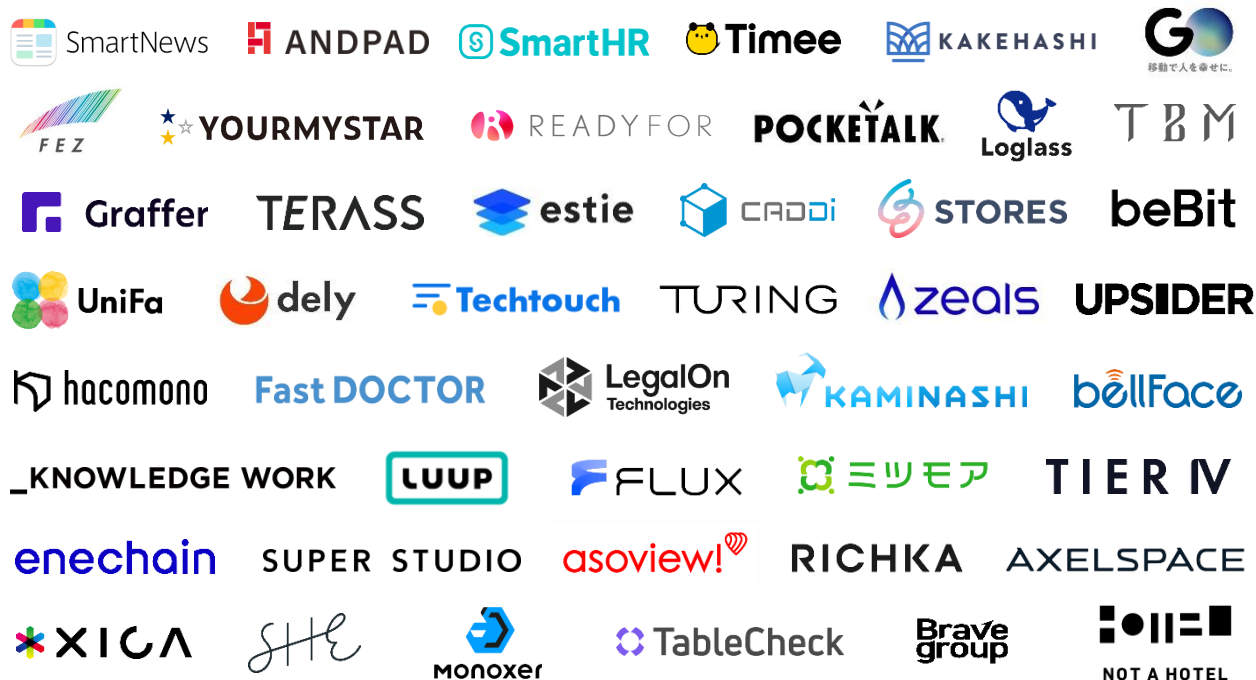 SmartNews
ANDPAD
SmartHR
Timee
KAKEHASHI
GO
移動で人を幸せに。
FEZ
YOURMYSTAR
READYFOR
POCKETALK
Loglass
TBM
Graffer
TERASS
estie
CADDi
STORES
beBit
UniFa
dely
Techtouch
TURING
zeals
UPSIDER
hacomono
Fast DOCTOR
LegalOn
Technologies
KAMINASHI
bellFace
_KNOWLEDGE WORK
LUUP
FLUX
ミツモア
TIER IV
enechain
SUPER STUDIO
asoview!
RICHKA
AXELSPACE
XICA
SHE
MONOXER
TableCheck
Brave
group
NOT A HOTEL